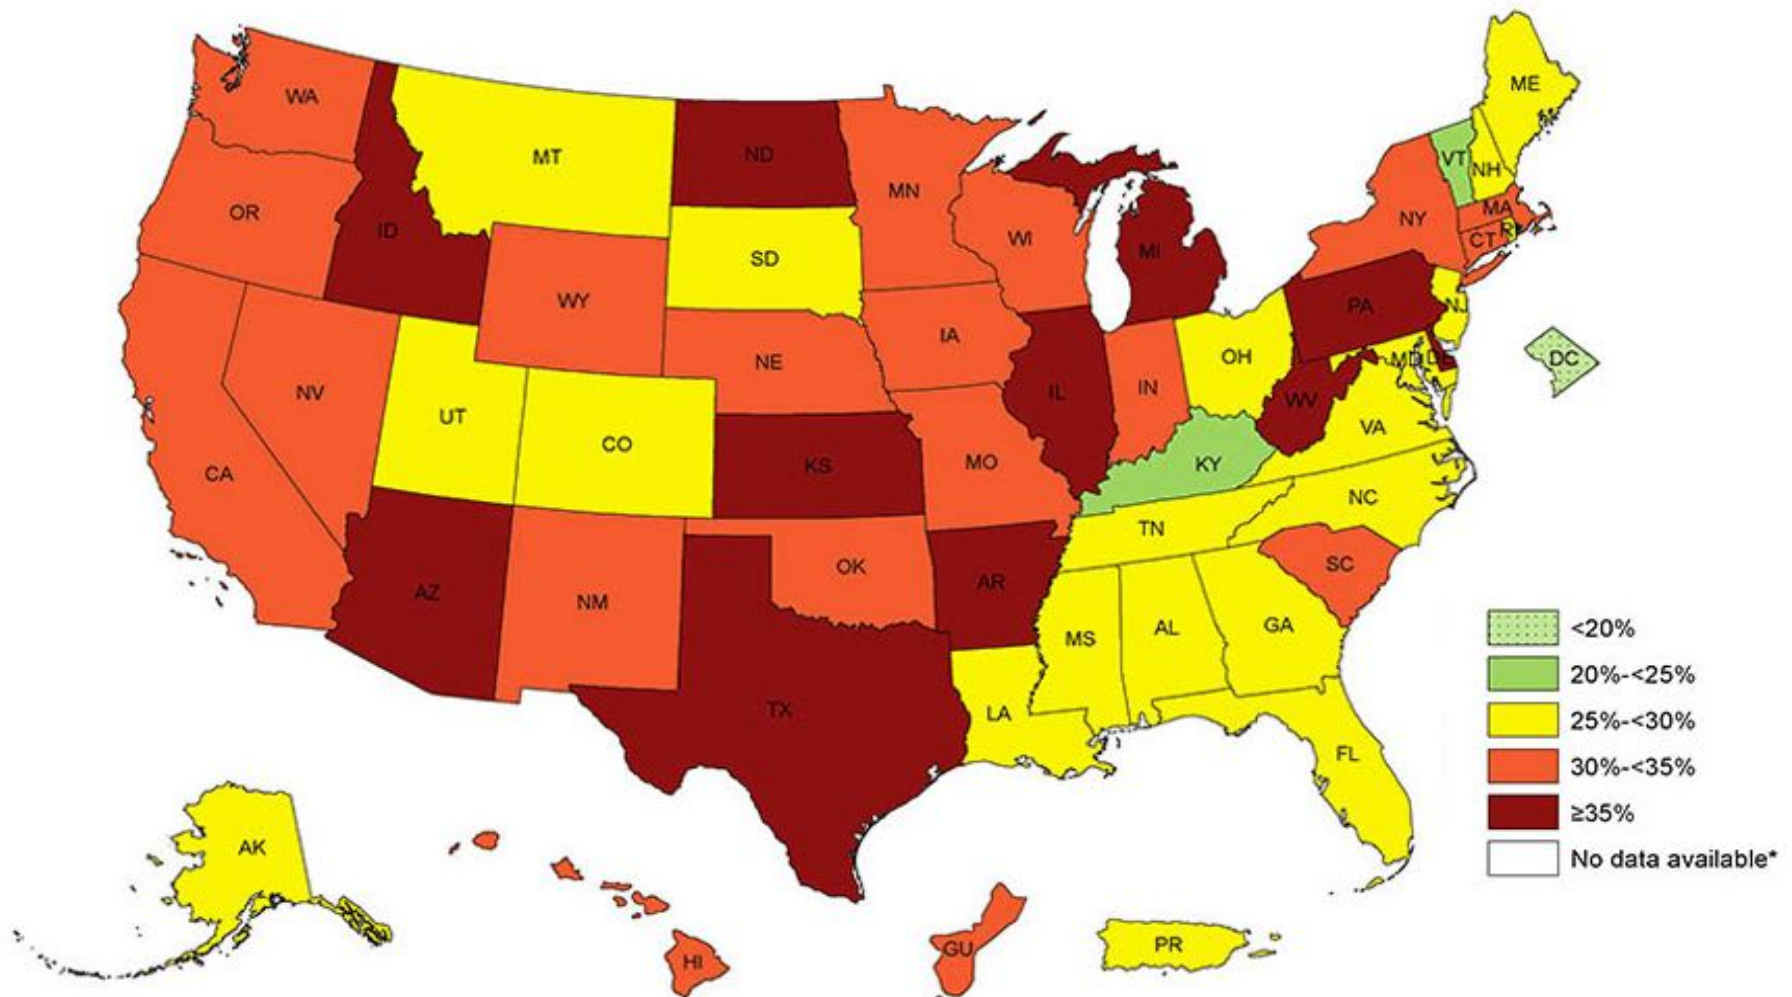 ME
WA
MT
ND
VT
NH
MN
OR
MA
NY
ID
CT
RI
WI
MI
SD
WY
PA
NJ
IA
NE
OH
MD
DE
DC
NV
IL
IN
WV
UT
CO
VA
KS
MO
KY
CA
NC
TN
OK
SC
AR
AZ
NM
MS
AL
GA
TX
LA
FL
AK
HI
GU
PR
<20%
20%-<25%
25%-<30%
30%-<35%
≥35%
No data available*